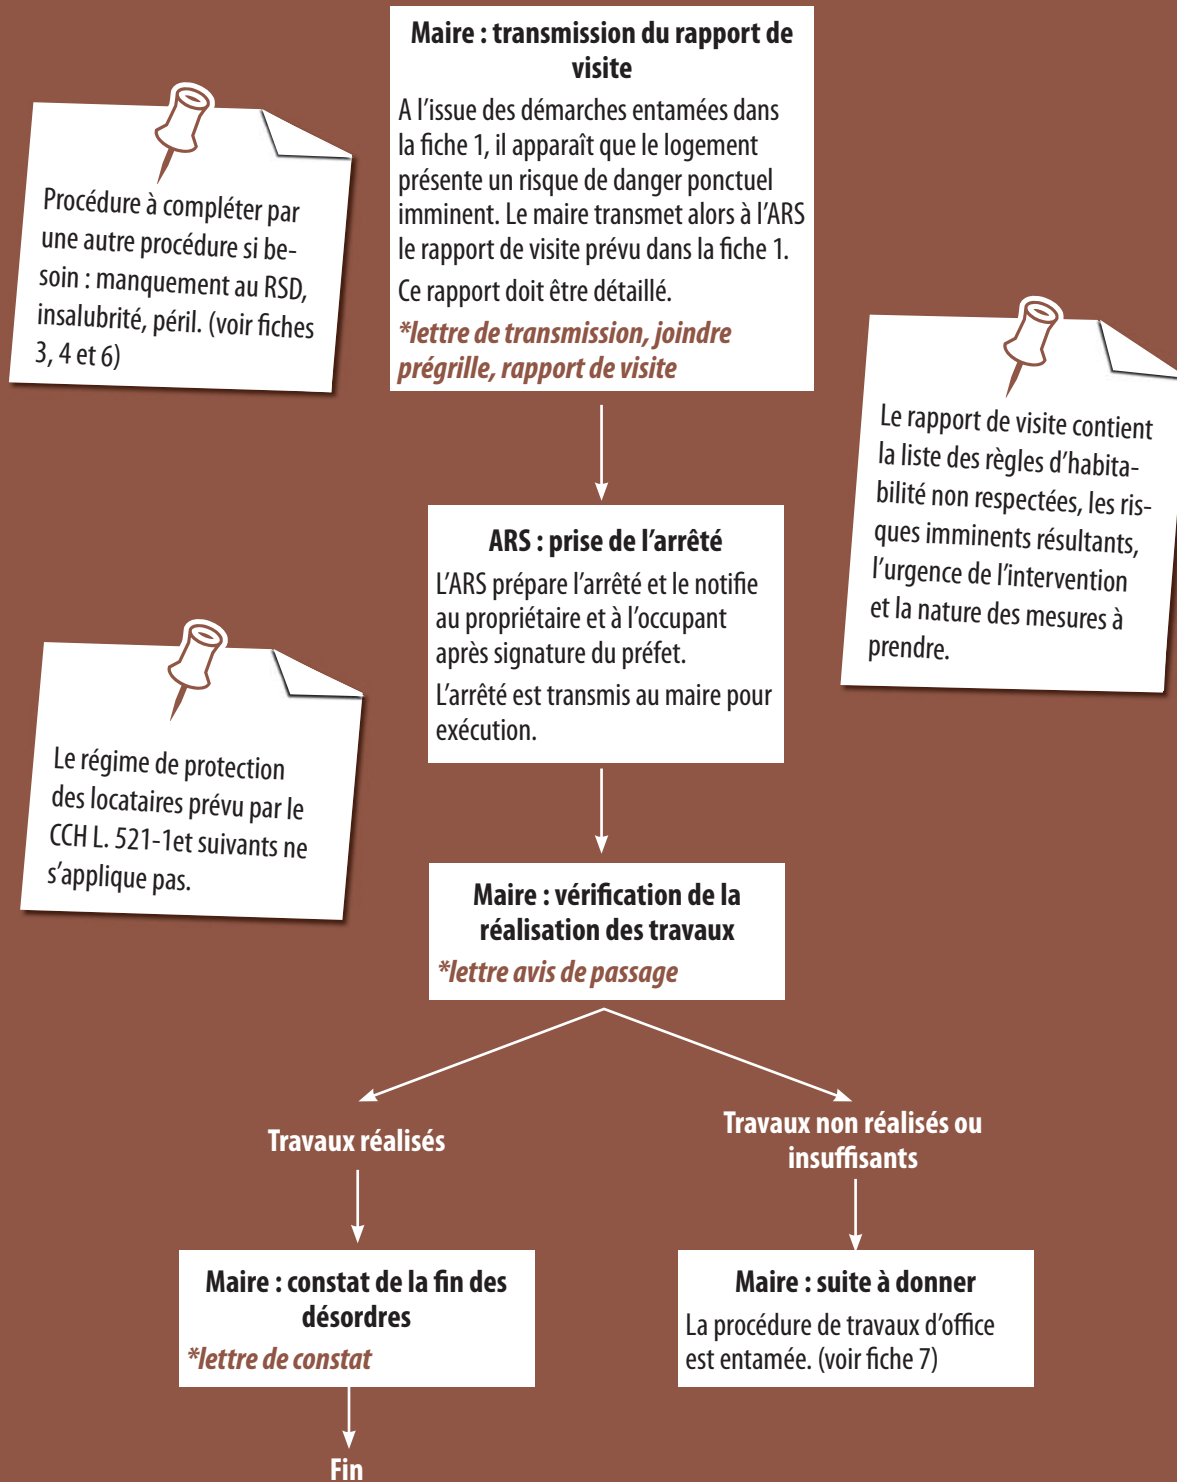 Maire : transmission du rapport de
visite
A l’issue des démarches entamées dans
la fiche 1, il apparaît que le logement
présente un risque de danger ponctuel
imminent. Le maire transmet alors à l’ARS
le rapport de visite prévu dans la fiche 1.
Ce rapport doit être détaillé.
*lettre de transmission, joindre
prégrille, rapport de visite
Procédure à compléter par
une autre procédure si be-
soin : manquement au RSD,
insalubrité, péril. (voir fiches
3, 4 et 6)
Le rapport de visite contient
la liste des règles d’habita-
bilité non respectées, les ris-
ques imminents résultants,
l’urgence de l’intervention
et la nature des mesures à
prendre.
ARS : prise de l’arrêté
L’ARS prépare l’arrêté et le notifie
au propriétaire et à l’occupant
après signature du préfet.
L’arrêté est transmis au maire pour
exécution.
Le régime de protection
des locataires prévu par le
CCH L. 521-1et suivants ne
s’applique pas.
Maire : vérification de la
réalisation des travaux
*lettre avis de passage
Travaux réalisés
Travaux non réalisés ou
insuffisants
Maire : constat de la fin des
désordres
*lettre de constat
Maire : suite à donner
La procédure de travaux d’office
est entamée. (voir fiche 7)
Fin